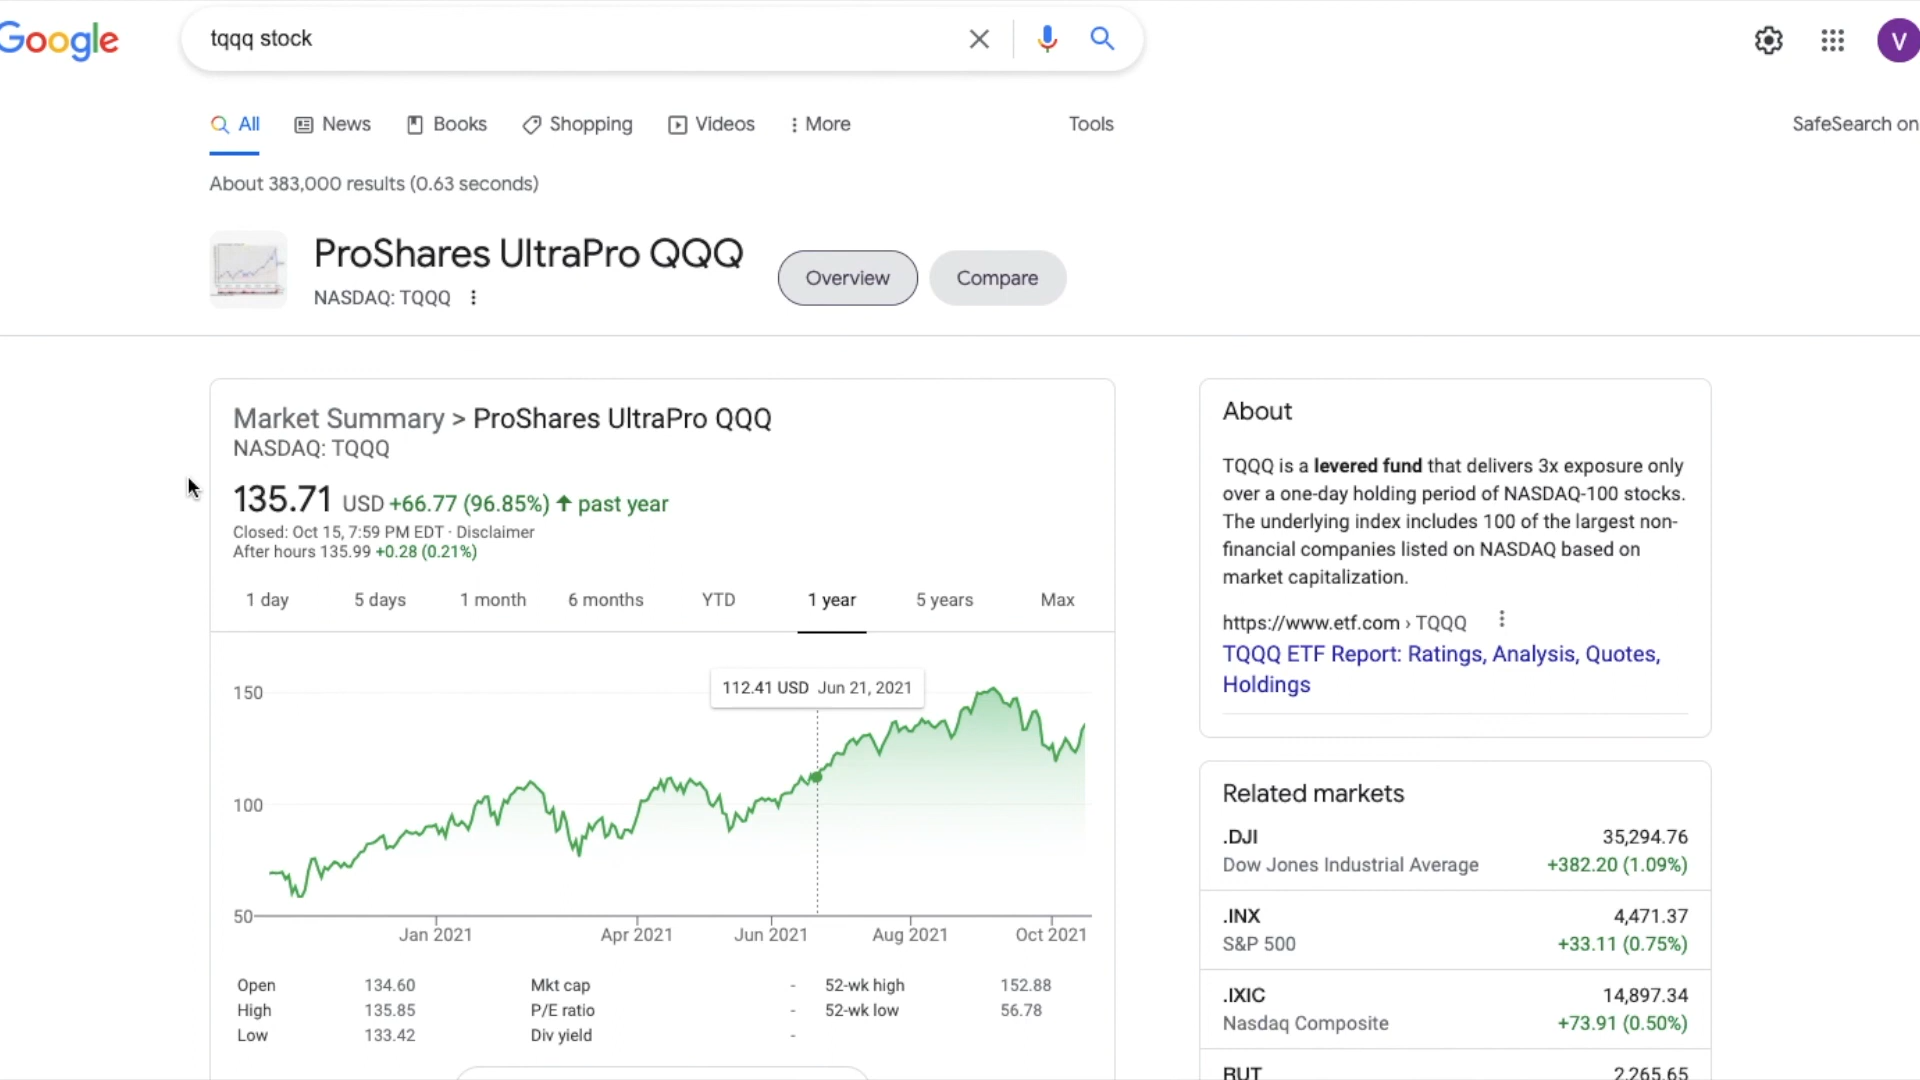 Google
tqqq stock
V
All News Books Shopping Videos More Tools SafeSearch on
About 383,000 results (0.63 seconds)
ProShares UltraPro QQQ
NASDAQ: TQQQ
Overview Compare
Market Summary > ProShares UltraPro QQQ
NASDAQ: TQQQ
135.71 USD +66.77 (96.85%) ↑ past year
Closed: Oct 15, 7:59 PM EDT · Disclaimer
After hours 135.99 +0.28 (0.21%)
1 day 5 days 1 month 6 months YTD 1 year 5 years Max
112.41 USD Jun 21, 2021
150
100
50
Jan 2021 Apr 2021 Jun 2021 Aug 2021 Oct 2021
Open 134.60 Mkt cap - 52-wk high 152.88
High 135.85 P/E ratio - 52-wk low 56.78
Low 133.42 Div yield -
About
TQQQ is a levered fund that delivers 3x exposure only
over a one-day holding period of NASDAQ-100 stocks.
The underlying index includes 100 of the largest non-
financial companies listed on NASDAQ based on
market capitalization.
https://www.etf.com › TQQQ
TQQQ ETF Report: Ratings, Analysis, Quotes,
Holdings
Related markets
.DJI 35,294.76
Dow Jones Industrial Average +382.20 (1.09%)
.INX 4,471.37
S&P 500 +33.11 (0.75%)
.IXIC 14,897.34
Nasdaq Composite +73.91 (0.50%)
RUT 2,265.65